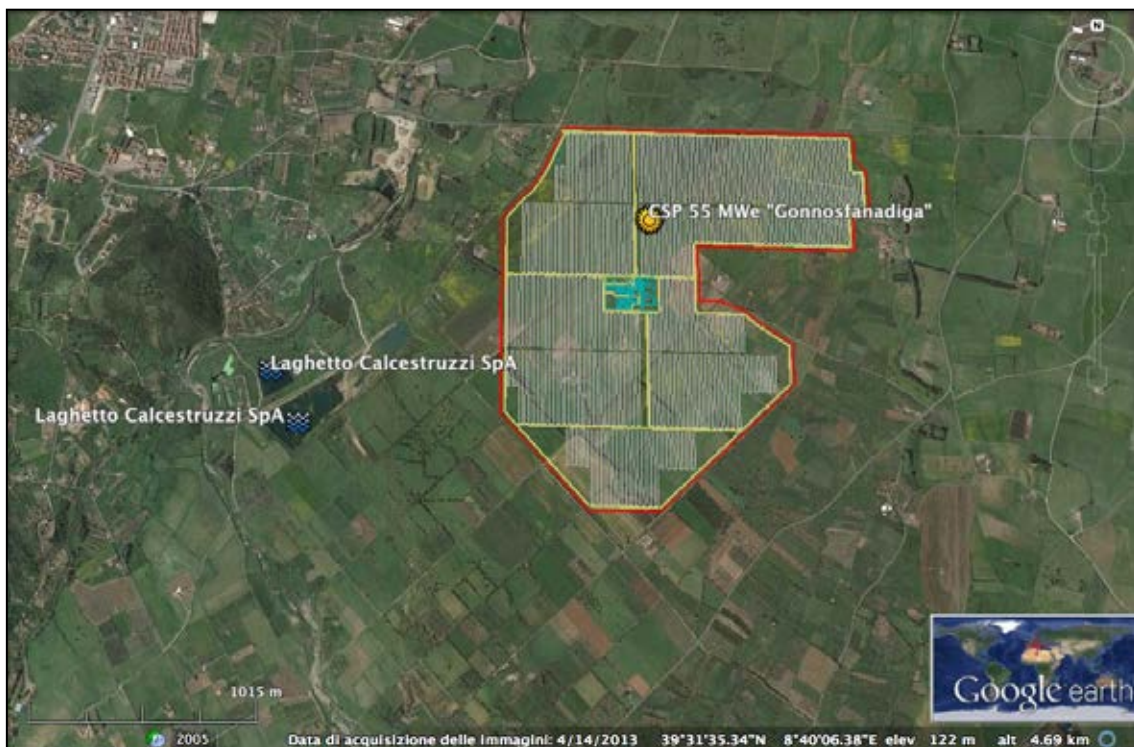 N
CSP 55 MWe "Gonnosfanadiga"
Laghetto Calcestruzzi SpA
Laghetto Calcestruzzi SpA
1015 m
Google earth
2005
Data di acquisizione delle immagini: 4/14/2013 39°31'35.34"N 8°40'06.38"E elev 122 m alt 4.69 km